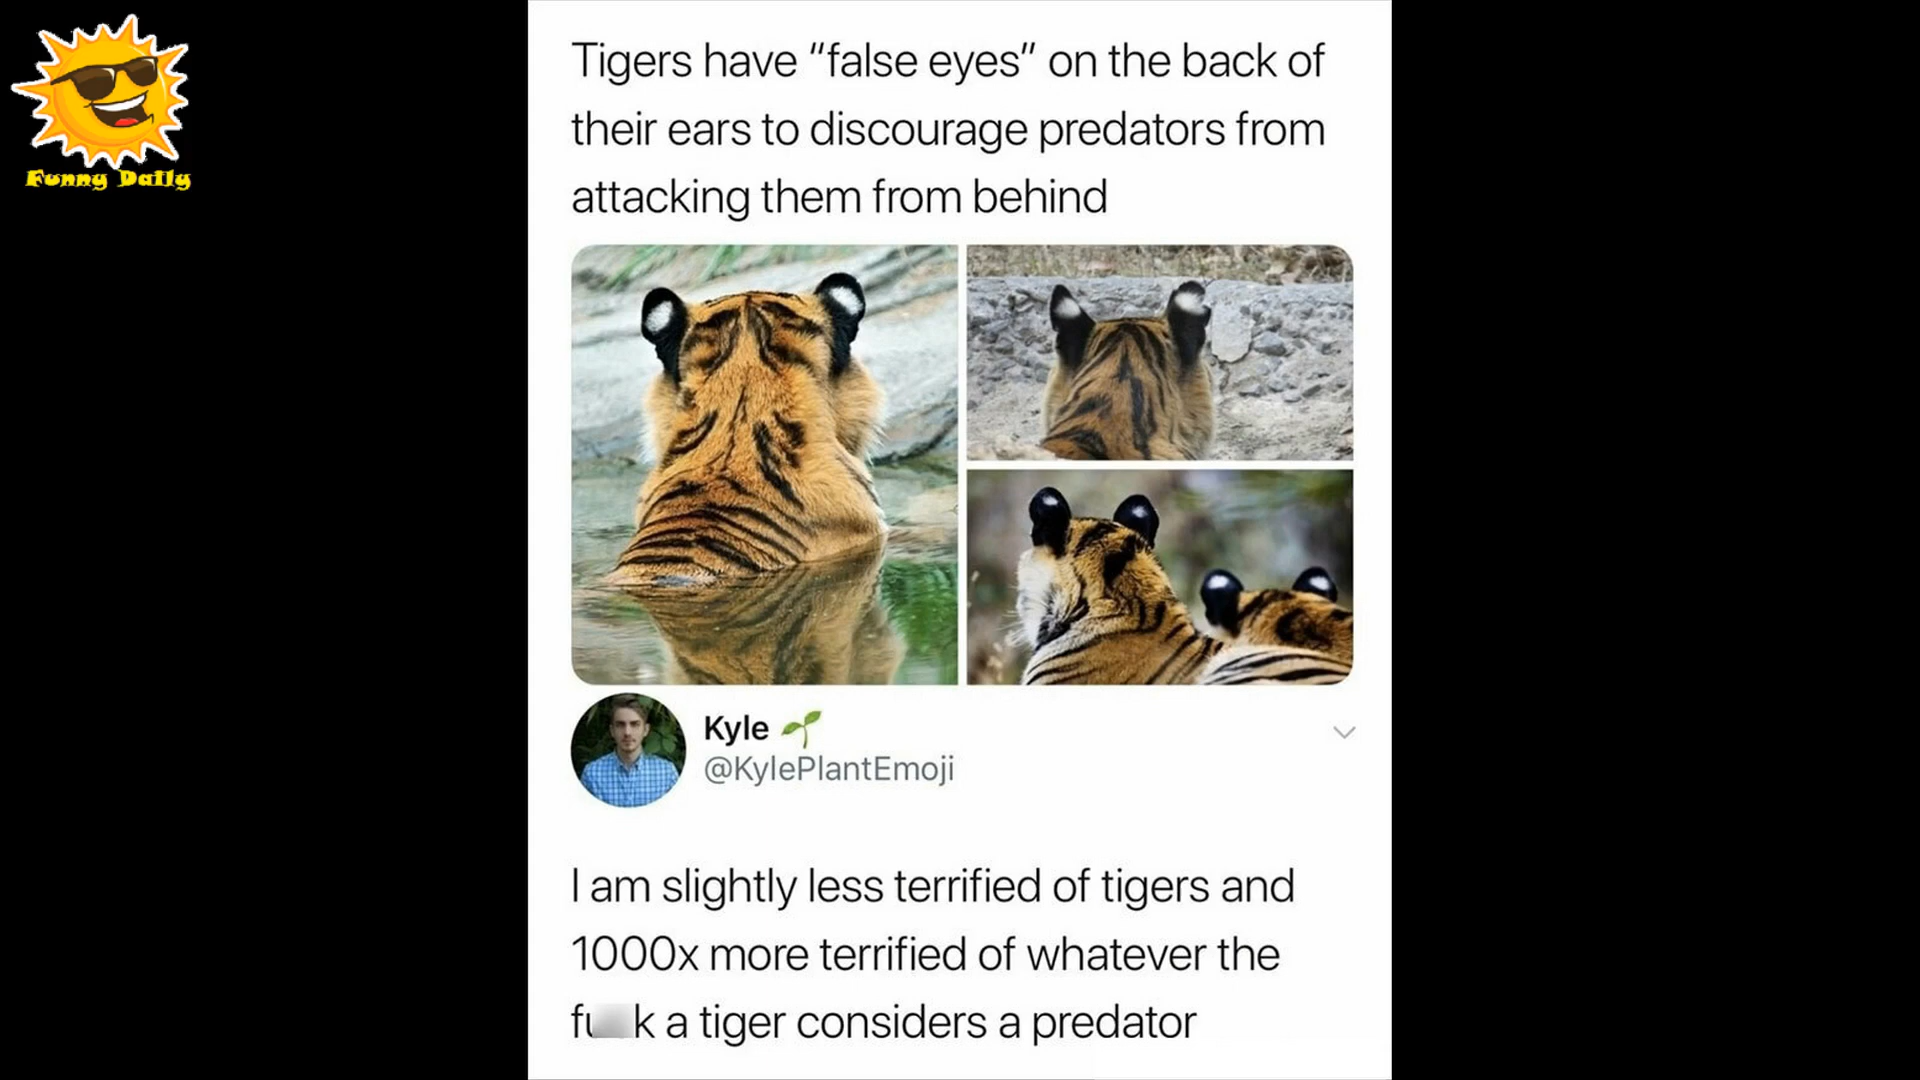 Funny Daily
Tigers have "false eyes" on the back of
their ears to discourage predators from
attacking them from behind
Kyle 🌱
@KylePlantEmoji
I am slightly less terrified of tigers and
1000x more terrified of whatever the
fu k a tiger considers a predator